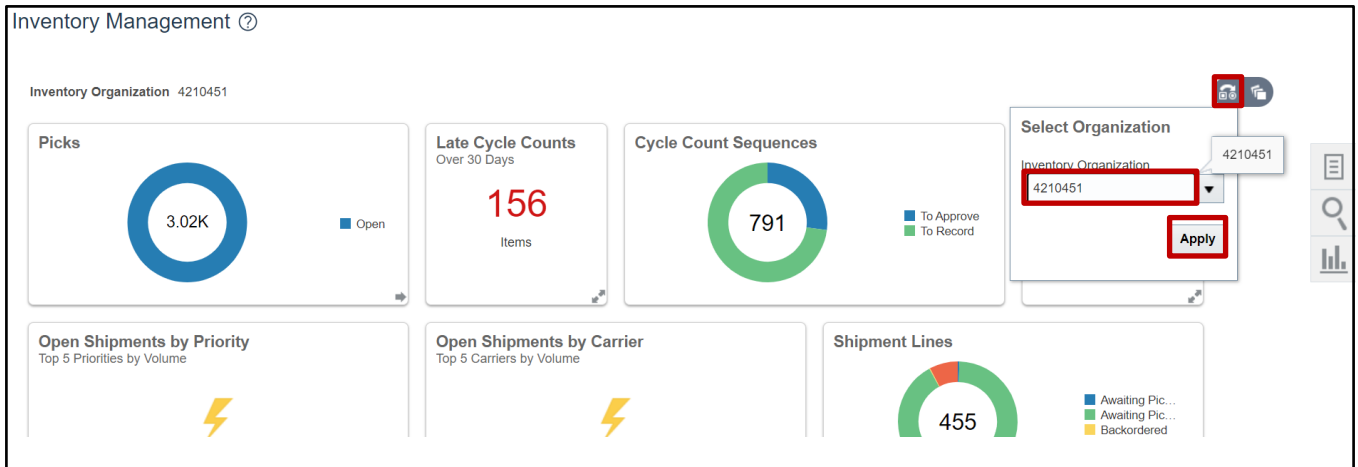 Inventory Management ?
Inventory Organization 4210451
Picks
3.02K
Open
Late Cycle Counts
Over 30 Days
156
Items
Cycle Count Sequences
791
To Approve
To Record
Select Organization
Inventory Organization
4210451
4210451
Apply
Open Shipments by Priority
Top 5 Priorities by Volume
Open Shipments by Carrier
Top 5 Carriers by Volume
Shipment Lines
455
Awaiting Pic...
Awaiting Pic...
Backordered